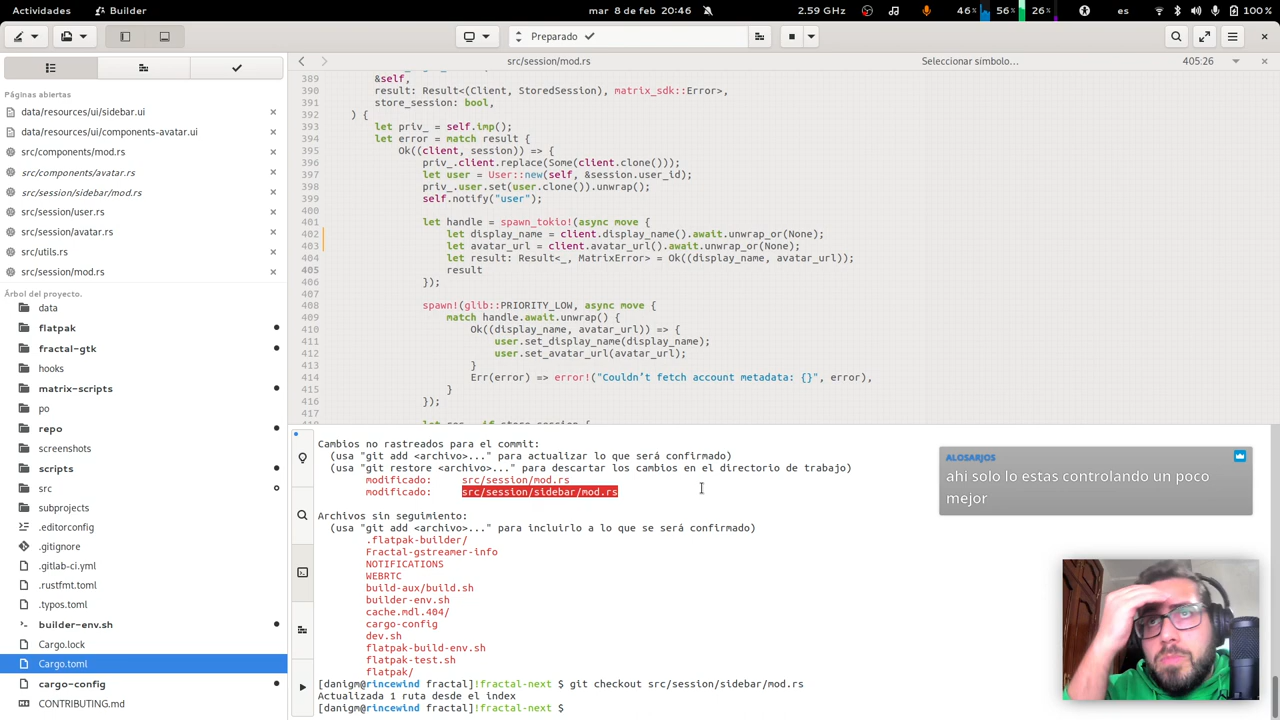 Actividades
Builder
mar 8 de feb 20:46
2.59 GHz
46%
56%
26%
es
100 %
Preparado
src/session/mod.rs
Seleccionar símbolo…
405:26
Páginas abiertas
data/resources/ui/sidebar.ui
data/resources/ui/components-avatar.ui
src/components/mod.rs
src/components/avatar.rs
src/session/sidebar/mod.rs
src/session/user.rs
src/session/avatar.rs
src/utils.rs
src/session/mod.rs
Árbol del proyecto.
data
flatpak
fractal-gtk
hooks
matrix-scripts
po
repo
screenshots
scripts
src
subprojects
.editorconfig
.gitignore
.gitlab-ci.yml
.rustfmt.toml
.typos.toml
builder-env.sh
Cargo.lock
Cargo.toml
cargo-config
CONTRIBUTING.md
389 &self,
390 result: Result<(Client, StoredSession), matrix_sdk::Error>,
391 store_session: bool,
392 ) {
393 let priv_ = self.imp();
394 let error = match result {
395 Ok((client, session)) => {
396 priv_.client.replace(Some(client.clone()));
397 let user = User::new(self, &session.user_id);
398 priv_.user.set(user.clone()).unwrap();
399 self.notify("user");
400
401 let handle = spawn_tokio!(async move {
402 let display_name = client.display_name().await.unwrap_or(None);
403 let avatar_url = client.avatar_url().await.unwrap_or(None);
404 let result: Result<_, MatrixError> = Ok((display_name, avatar_url));
405 result
406 });
407
408 spawn!(glib::PRIORITY_LOW, async move {
409 match handle.await.unwrap() {
410 Ok((display_name, avatar_url)) => {
411 user.set_display_name(display_name);
412 user.set_avatar_url(avatar_url);
413 }
414 Err(error) => error!("Couldn’t fetch account metadata: {}", error),
415 }
416 });
417
Cambios no rastreados para el commit:
(usa "git add <archivo>..." para actualizar lo que será confirmado)
(usa "git restore <archivo>..." para descartar los cambios en el directorio de trabajo)
modificado: src/session/mod.rs
modificado: src/session/sidebar/mod.rs
Archivos sin seguimiento:
(usa "git add <archivo>..." para incluirlo a lo que se será confirmado)
.flatpak-builder/
Fractal-gstreamer-info
NOTIFICATIONS
WEBRTC
build-aux/build.sh
builder-env.sh
cache.mdl.404/
cargo-config
dev.sh
flatpak-build-env.sh
flatpak-test.sh
flatpak/
[danigm@rincewind fractal]!fractal-next $ git checkout src/session/sidebar/mod.rs
Actualizada 1 ruta desde el index
[danigm@rincewind fractal]!fractal-next $
ALOSARJOS
ahi solo lo estas controlando un poco
mejor